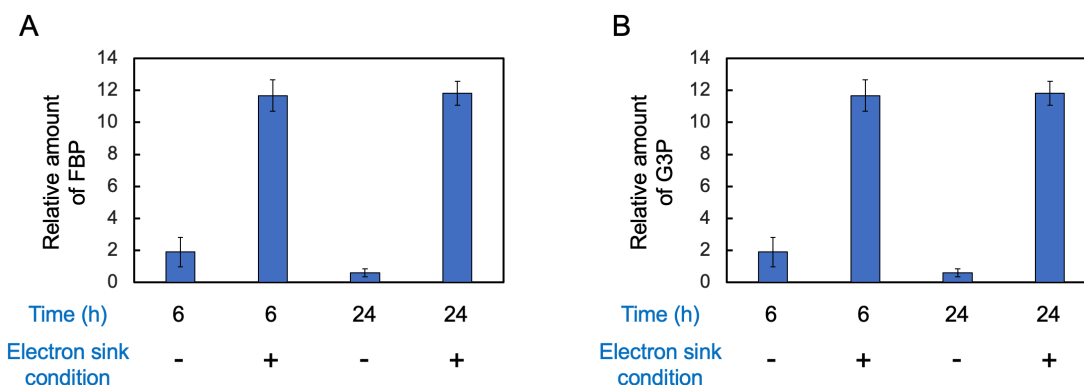 A
Relative amount
of FBP
14
12
10
8
6
4
2
0
Time (h) 6 6 24 24
Electron sink
condition - + - +
B
Relative amount
of G3P
14
12
10
8
6
4
2
0
Time (h) 6 6 24 24
Electron sink
condition - + - +